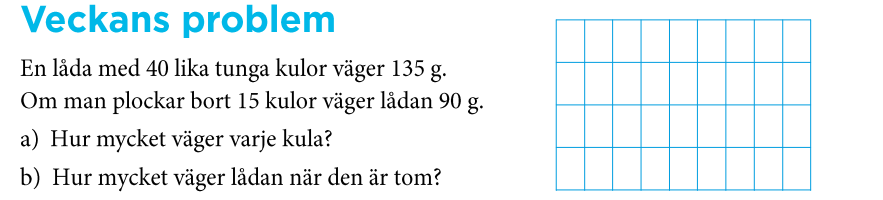 Veckans problem
En låda med 40 lika tunga kulor väger 135 g.
Om man plockar bort 15 kulor väger lådan 90 g.
a) Hur mycket väger varje kula?
b) Hur mycket väger lådan när den är tom?